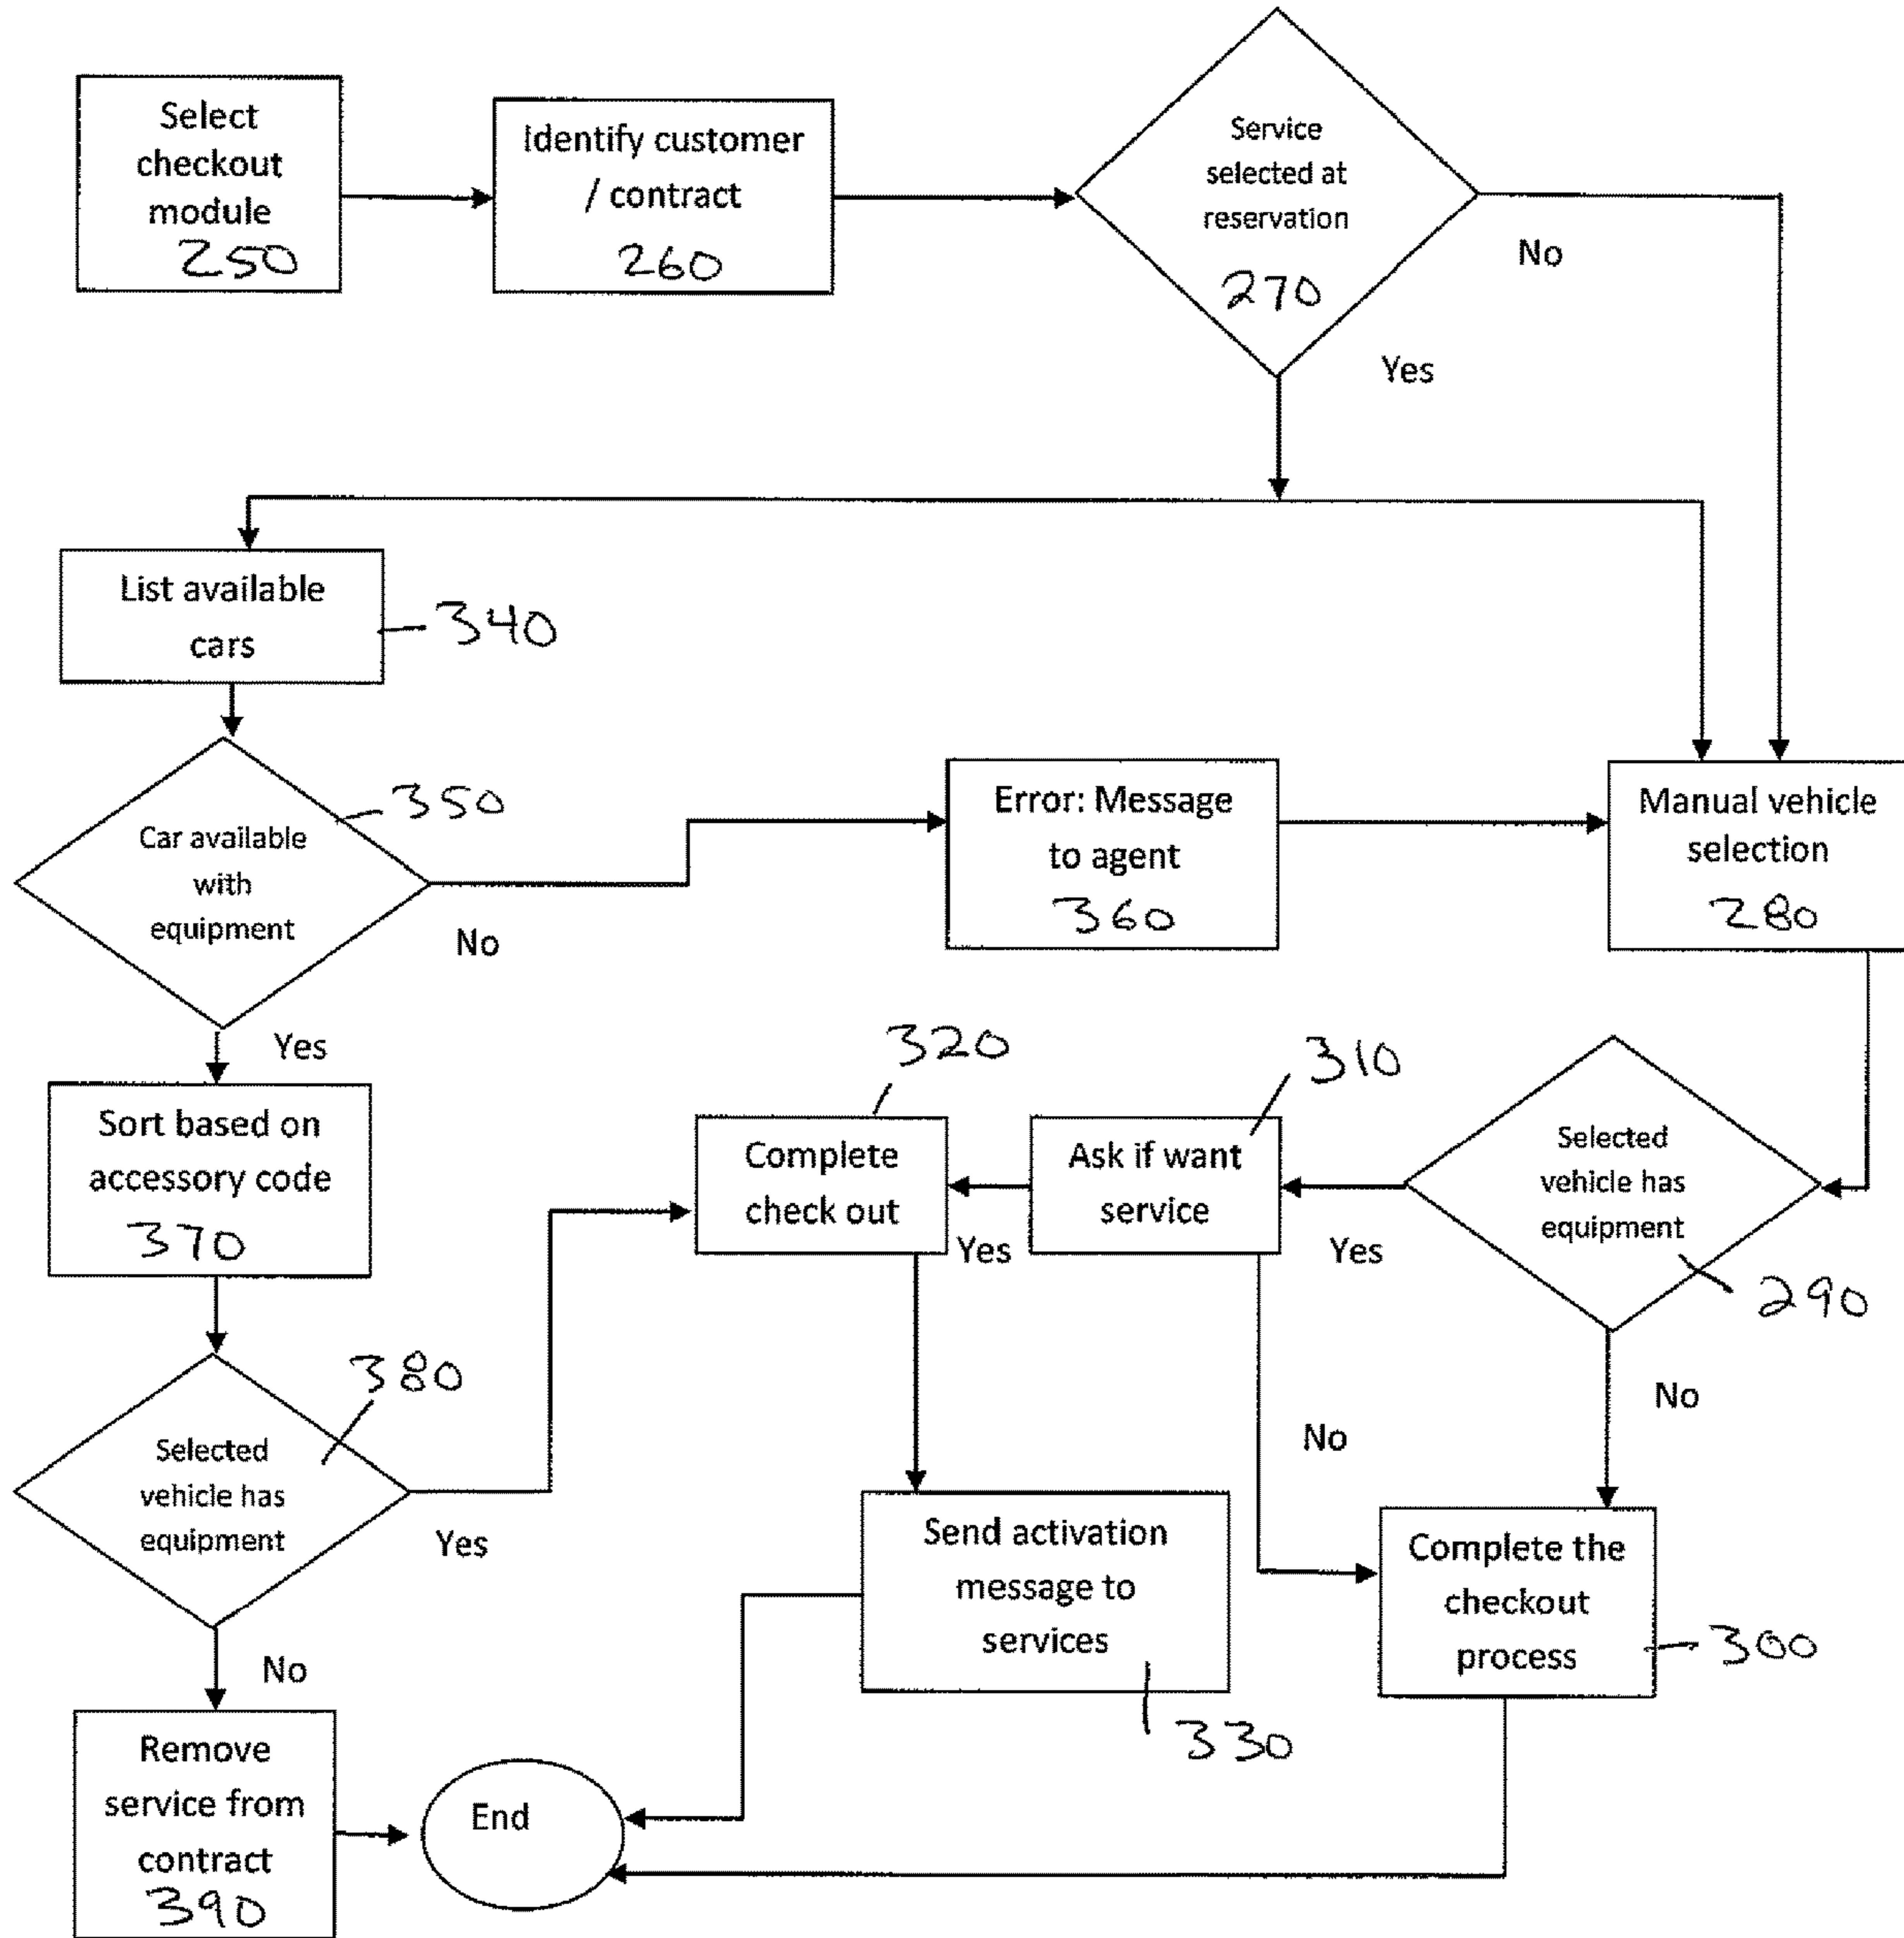 Select
checkout
module
250
Identify customer
/ contract
260
Service
selected at
reservation
270
No
Yes
List available
cars
340
Car available
with
equipment
350
No
Error: Message
to agent
360
Manual vehicle
selection
280
Yes
Sort based on
accessory code
370
320
Complete
check out
Yes
310
Ask if want
service
Yes
No
Selected
vehicle has
equipment
290
No
Selected
vehicle has
equipment
380
Yes
No
Send activation
message to
services
330
Complete the
checkout
process
300
Remove
service from
contract
390
End